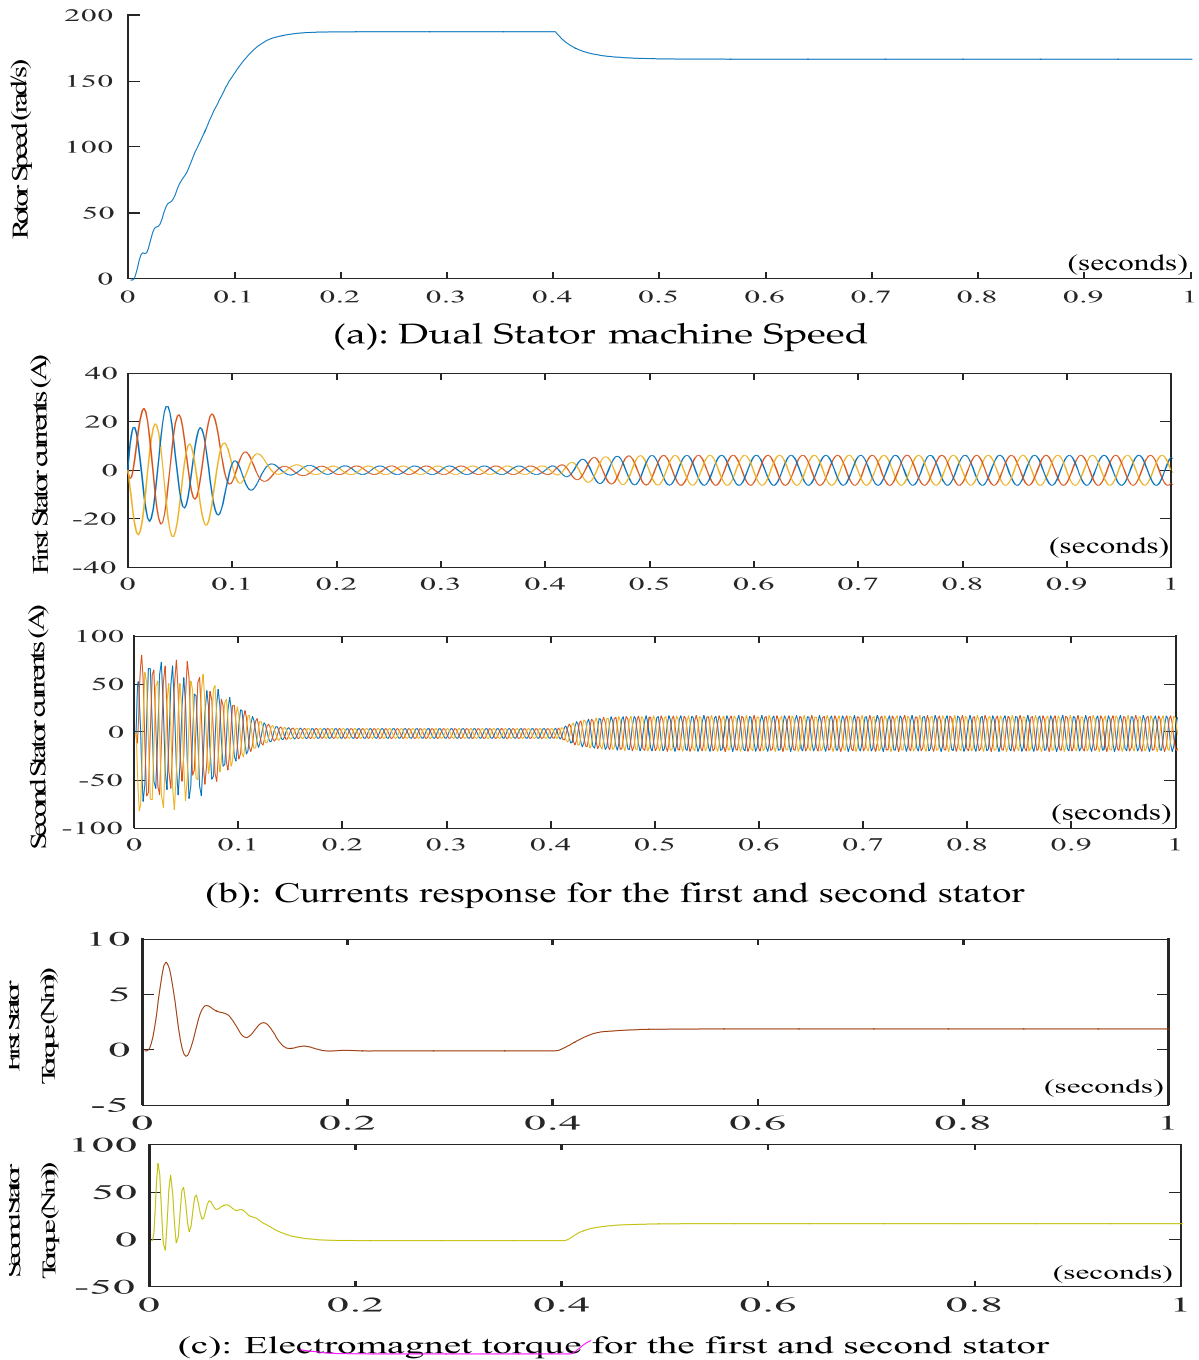 200
150
100
50
0
Rotor Speed (rad/s)
(seconds)
0 0.1 0.2 0.3 0.4 0.5 0.6 0.7 0.8 0.9 1
(a): Dual Stator machine Speed
40
20
0
-20
-40
First Stator currents (A)
(seconds)
0 0.1 0.2 0.3 0.4 0.5 0.6 0.7 0.8 0.9 1
100
50
0
-50
-100
Second Stator currents (A)
(seconds)
0 0.1 0.2 0.3 0.4 0.5 0.6 0.7 0.8 0.9 1
(b): Currents response for the first and second stator
10
5
0
-5
First Stator
Torque (Nm)
(seconds)
0 0.2 0.4 0.6 0.8 1
100
50
0
-50
Second Stator
Torque (Nm)
(seconds)
0 0.2 0.4 0.6 0.8 1
(c): Electromagnet torque for the first and second stator